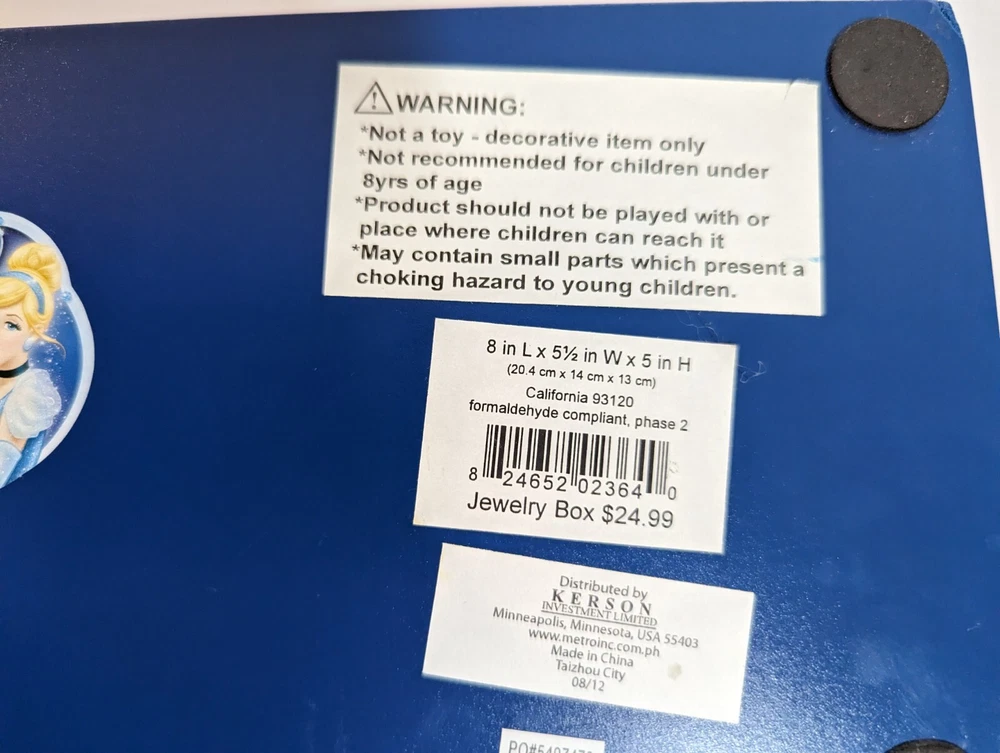 ⚠WARNING:
*Not a toy - decorative item only
*Not recommended for children under
8yrs of age
*Product should not be played with or
place where children can reach it
*May contain small parts which present a
choking hazard to young children.
8 in L x 5½ in W x 5 in H
(20.4 cm x 14 cm x 13 cm)
California 93120
formaldehyde compliant, phase 2
8 24652 02364 0
Jewelry Box $24.99
Distributed by
KERSON
INVESTMENT LIMITED
Minneapolis, Minnesota, USA 55403
www.metroinc.com.ph
Made in China
Taizhou City
08/12